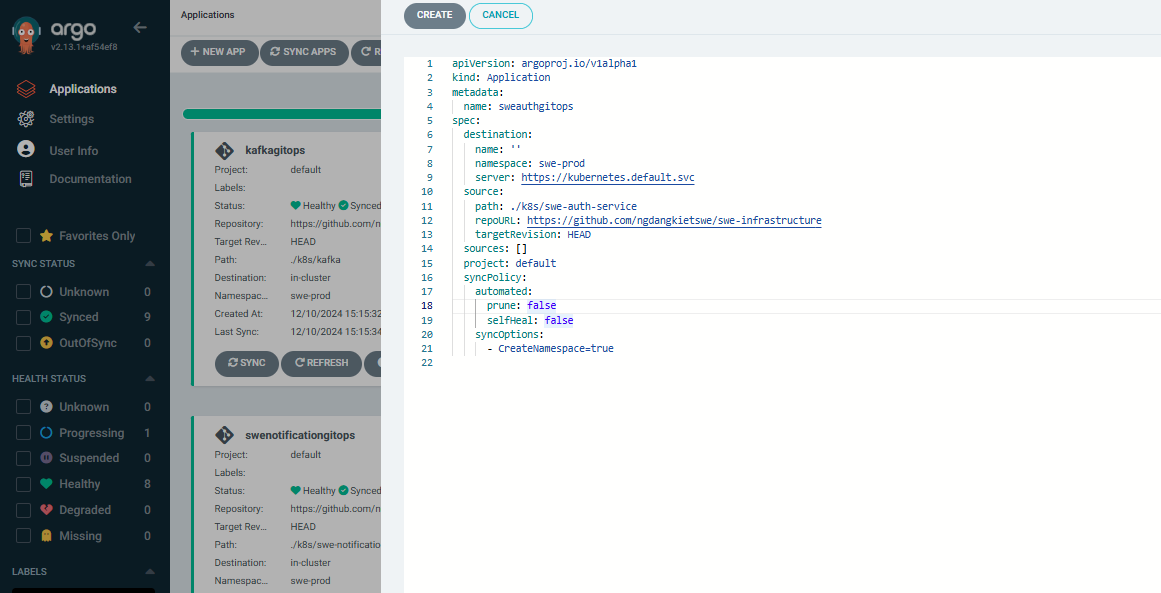 argo
v2.13.1+af54ef8
Applications
Settings
User Info
Documentation
Favorites Only
SYNC STATUS
Unknown 0
Synced 9
OutOfSync 0
HEALTH STATUS
Unknown 0
Progressing 1
Suspended 0
Healthy 8
Degraded 0
Missing 0
LABELS
Applications
NEW APP SYNC APPS
kafkagitops
Project: default
Labels:
Status: Healthy Synced
Repository: https://github.com/n
Target Rev... HEAD
Path: ./k8s/kafka
Destination: in-cluster
Namespac... swe-prod
Created At: 12/10/2024 15:15:32
Last Sync: 12/10/2024 15:15:34
SYNC REFRESH
swenotificationgitops
Project: default
Labels:
Status: Healthy Synced
Repository: https://github.com/n
Target Rev... HEAD
Path: ./k8s/swe-notificatio
Destination: in-cluster
Namespac... swe-prod
CREATE CANCEL
1 apiVersion: argoproj.io/v1alpha1
2 kind: Application
3 metadata:
4 name: sweauthgitops
5 spec:
6 destination:
7 name: ''
8 namespace: swe-prod
9 server: https://kubernetes.default.svc
10 source:
11 path: ./k8s/swe-auth-service
12 repoURL: https://github.com/ngdangkietswe/swe-infrastructure
13 targetRevision: HEAD
14 sources: []
15 project: default
16 syncPolicy:
17 automated:
18 prune: false
19 selfHeal: false
20 syncOptions:
21 - CreateNamespace=true
22